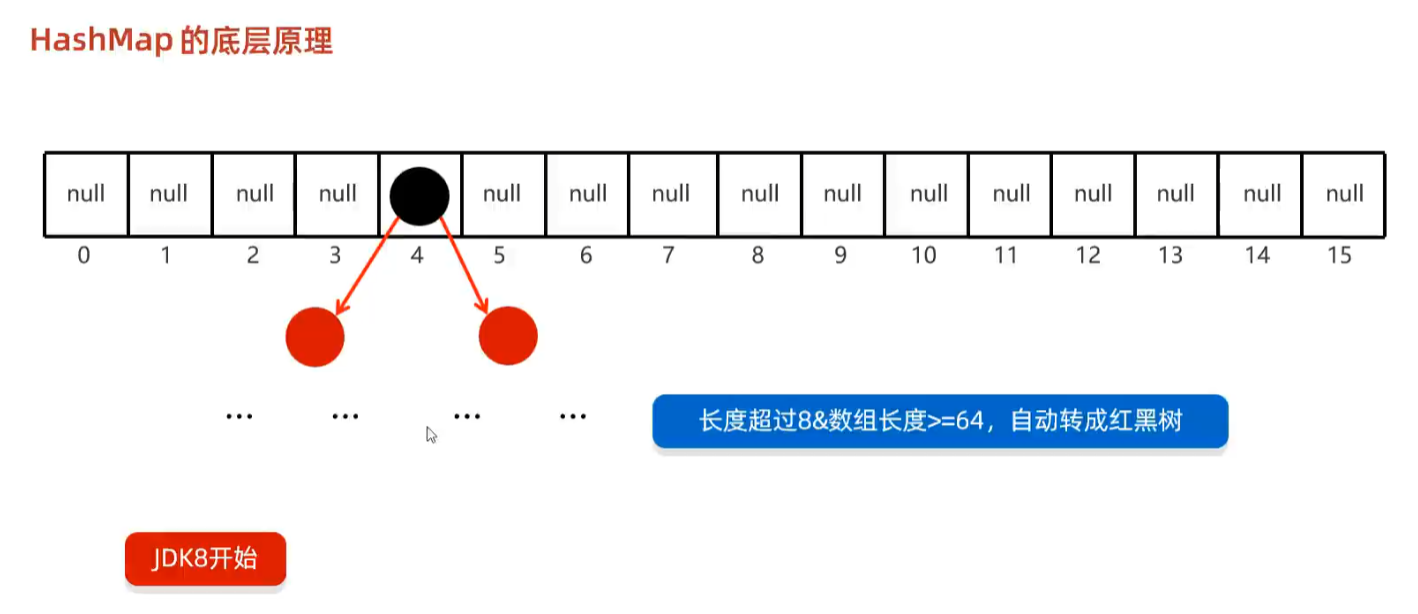 HashMap 的底层原理
null null null null null null null null null null null null null null null
0 1 2 3 4 5 6 7 8 9 10 11 12 13 14 15
... ... ... ...
长度超过8&数组长度>=64，自动转成红黑树
JDK8开始